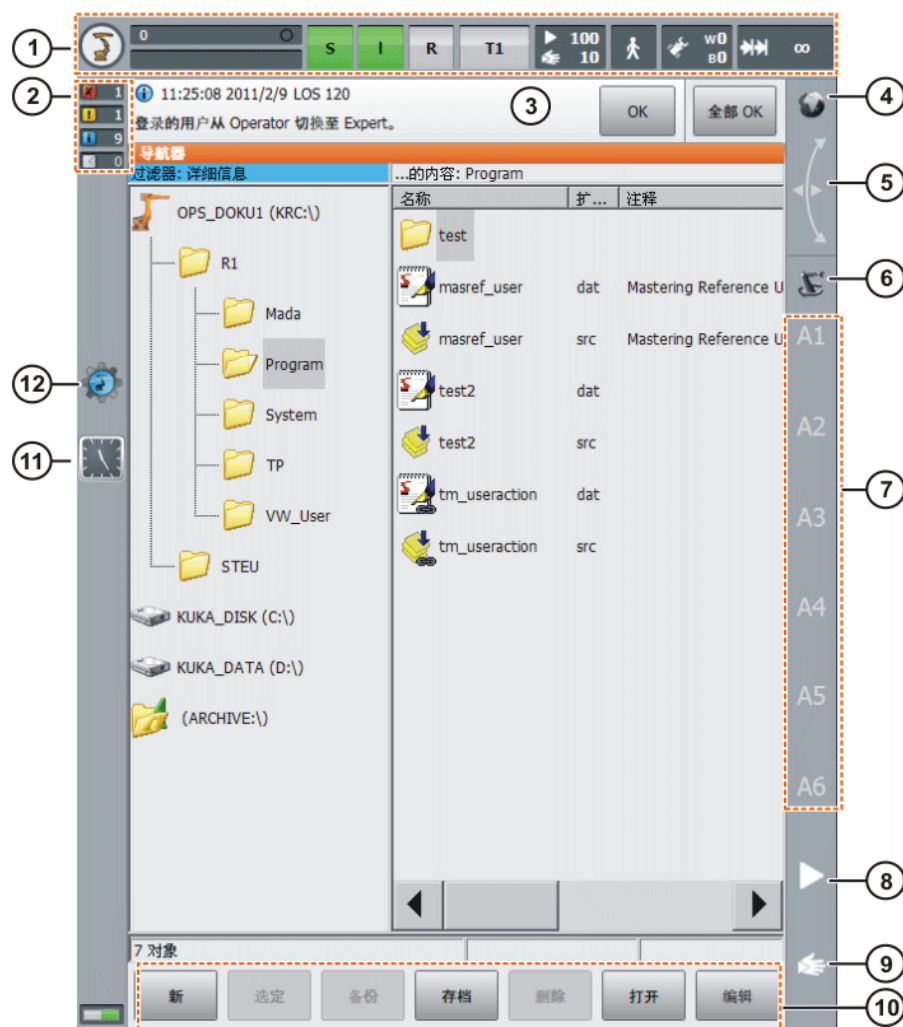 1
0
S
I
R
T1
100
10
W0
B0
∞
2
1
1
9
0
11:25:08 2011/2/9 LOS 120
登录的用户从 Operator 切换至 Expert。
3
OK
全部 OK
4
导航器
过滤器: 详细信息
...的内容: Program
名称
扩...
注释
5
OPS_DOKU1 (KRC:\)
R1
Mada
Program
System
TP
VW_User
STEU
KUKA_DISK (C:\)
KUKA_DATA (D:\)
(ARCHIVE:\)
test
masref_user dat Mastering Reference U
masref_user src Mastering Reference U
test2 dat
test2 src
tm_useraction dat
tm_useraction src
6
A1
A2
A3
A4
A5
A6
7
12
11
8
9
7 对象
新
选定
备份
存档
删除
打开
编辑
10